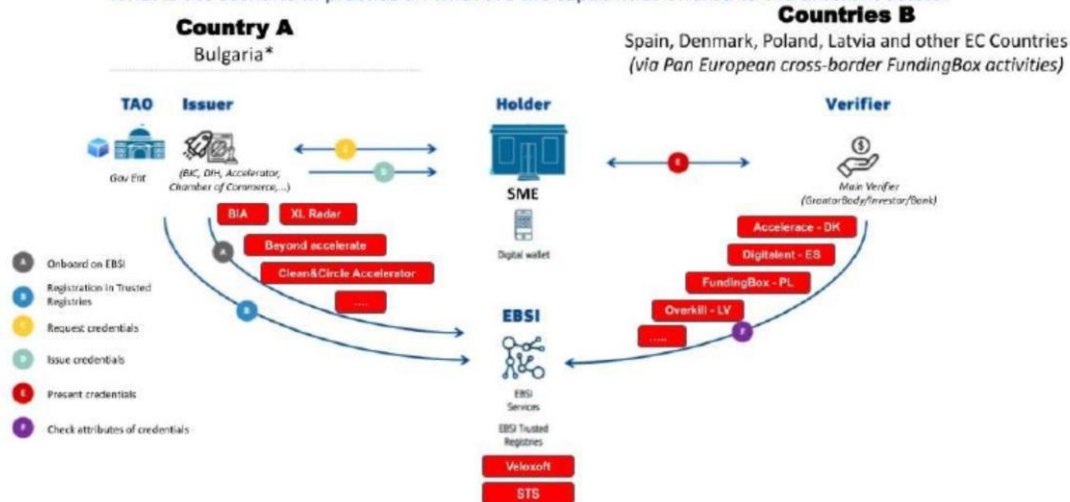 Country A
Bulgaria*
Countries B
Spain, Denmark, Poland, Latvia and other EC Countries
(via Pan European cross-border FundingBox activities)
TAO
Issuer
Holder
Verifier
Gov Ent
(BIC, DIH, Accelerator,
Chamber of Commerce,...)
C
D
E
SME
Digital wallet
Main Verifier
(GrantorBody/Investor/Bank)
BIA
XL Radar
Beyond accelerate
Clean&Circle Accelerator
.....
Accelerace - DK
Digitalent - ES
FundingBox - PL
Overkill - LV
.....
A
B
F
A Onboard on EBSI
B Registration in Trusted
Registries
C Request credentials
D Issue credentials
E Present credentials
F Check attributes of credentials
EBSI
EBSI
Services
EBSI Trusted
Registries
Veloxsoft
STS